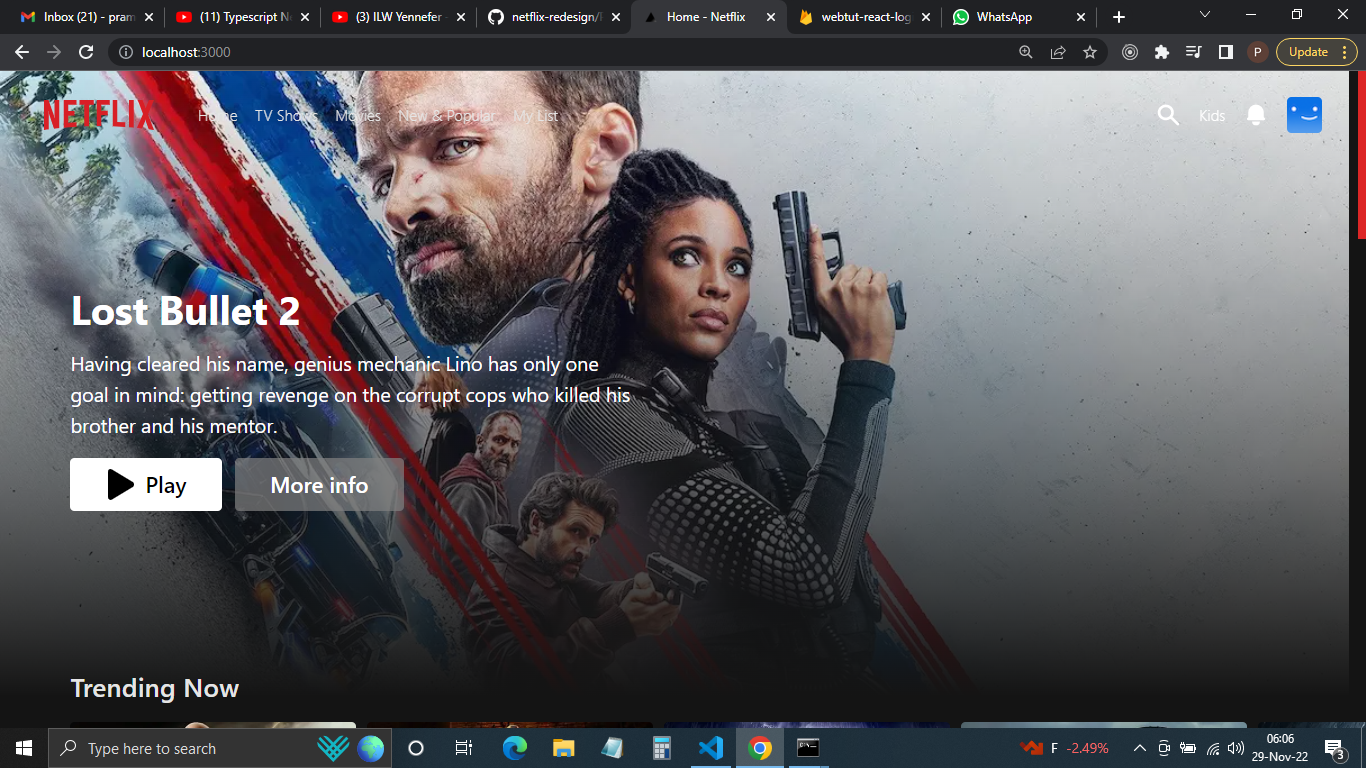 Inbox (21) - pram
(11) Typescript N
(3) ILW Yennefer -
netflix-redesign/
Home - Netflix
webtut-react-log
WhatsApp
localhost:3000
P
Update
NETFLIX
Home TV Shows Movies New & Popular My List
Kids
Lost Bullet 2
Having cleared his name, genius mechanic Lino has only one
goal in mind: getting revenge on the corrupt cops who killed his
brother and his mentor.
Play
More info
Trending Now
Type here to search
F -2.49%
06:06
29-Nov-22
3